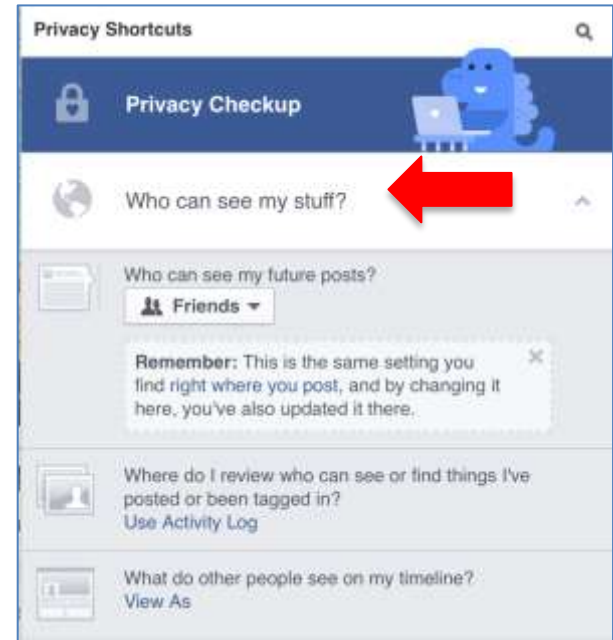 Privacy Shortcuts
Privacy Checkup
Who can see my stuff?
Who can see my future posts?
Friends
Remember: This is the same setting you
find right where you post, and by changing it
here, you've also updated it there.
Where do I review who can see or find things I've
posted or been tagged in?
Use Activity Log
What do other people see on my timeline?
View As